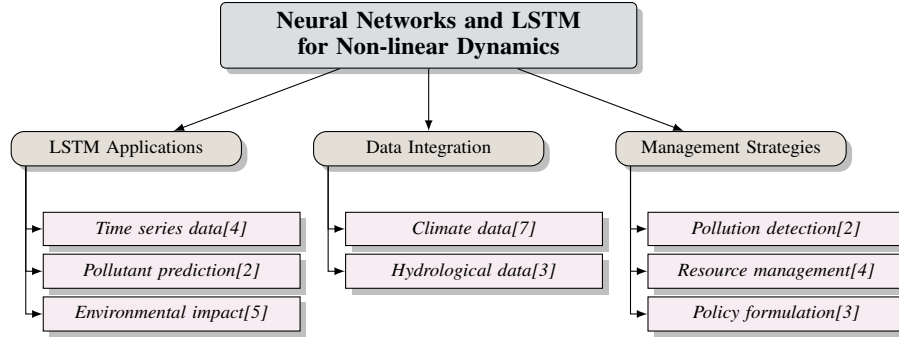 Neural Networks and LSTM
for Non-linear Dynamics
LSTM Applications
Time series data[4]
Pollutant prediction[2]
Environmental impact[5]
Data Integration
Climate data[7]
Hydrological data[3]
Management Strategies
Pollution detection[2]
Resource management[4]
Policy formulation[3]